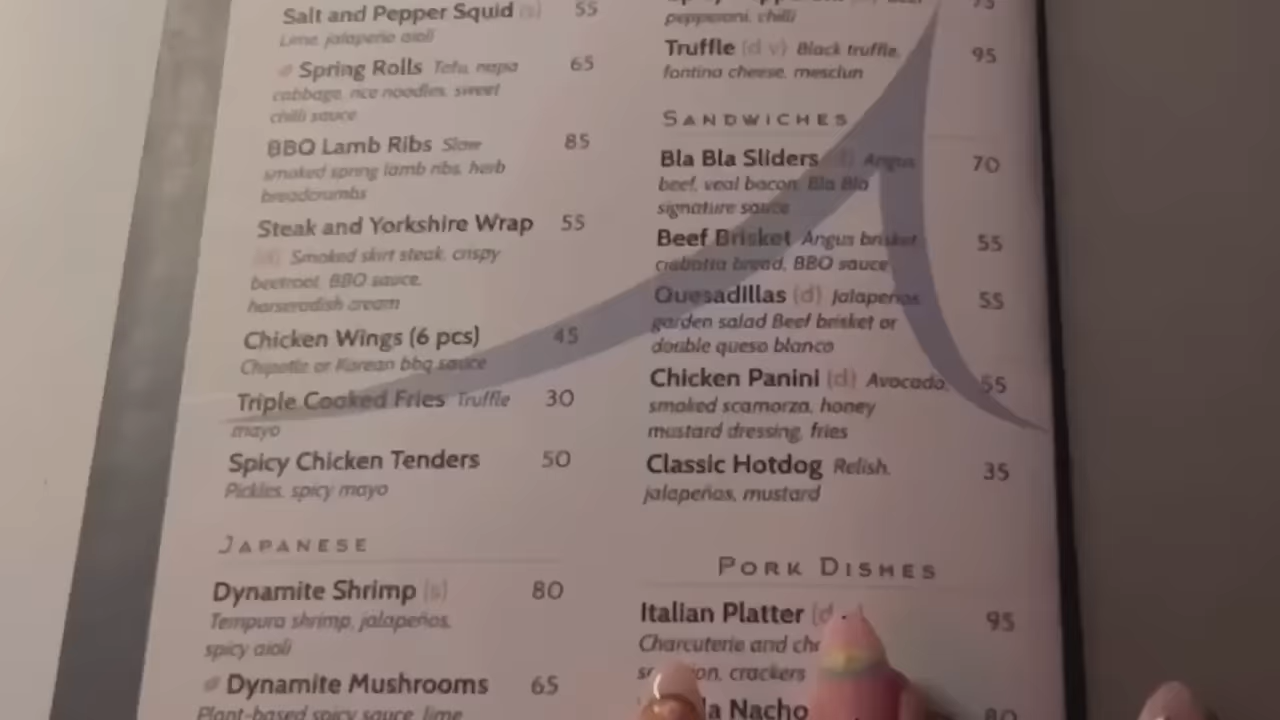 Salt and Pepper Squid (s) 55
Lime, jalapeño aioli
Spring Rolls Tofu, napa 65
cabbage, rice noodles, sweet
chilli sauce
BBQ Lamb Ribs Slow 85
smoked spring lamb ribs, herb
breadcrumbs
Steak and Yorkshire Wrap 55
Smoked skirt steak, crispy
beetroot, BBQ sauce,
horseradish cream
Chicken Wings (6 pcs) 45
Chipotle or Korean bbq sauce
Triple Cooked Fries Truffle 30
mayo
Spicy Chicken Tenders 50
Pickles, spicy mayo
JAPANESE
Dynamite Shrimp (s) 80
Tempura shrimp, jalapeños,
spicy aioli
Dynamite Mushrooms 65
Plant-based spicy sauce, lime
pepperoni, chilli
Truffle (d v) Black truffle, 95
fontina cheese, mesclun
SANDWICHES
Bla Bla Sliders Angus 70
beef, veal bacon, Bla Bla
signature sauce
Beef Brisket Angus brisket, 55
ciabatta bread, BBQ sauce
Quesadillas (d) Jalapeños 55
garden salad Beef brisket or
double queso blanco
Chicken Panini (d) Avocado, 55
smoked scamorza, honey
mustard dressing, fries
Classic Hotdog Relish, 35
jalapeños, mustard
PORK DISHES
Italian Platter (d 95
Charcuterie and
crackers
Nacho 80